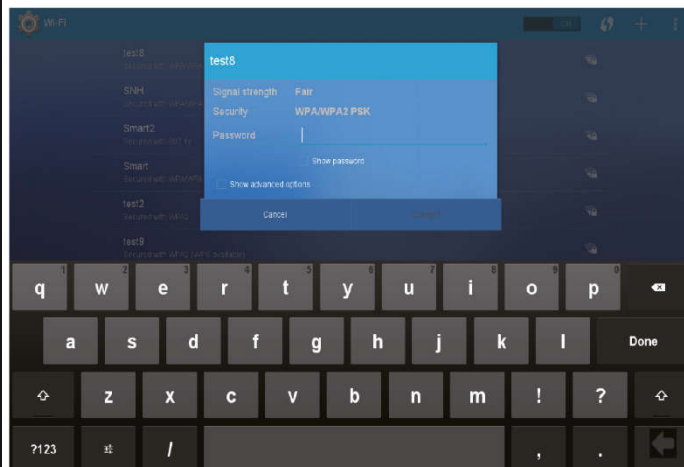 Wi-Fi
test8
SNH
Smart2
Smart
test2
test9
test8
Signal strength Fair
Security WPA/WPA2 PSK
Password
Show password
Show advanced options
Cancel
1 2 3 4 5 6 7 8 9 0
q w e r t y u i o p
a s d f g h j k l Done
z x c v b n m ! ?
?123 / , .